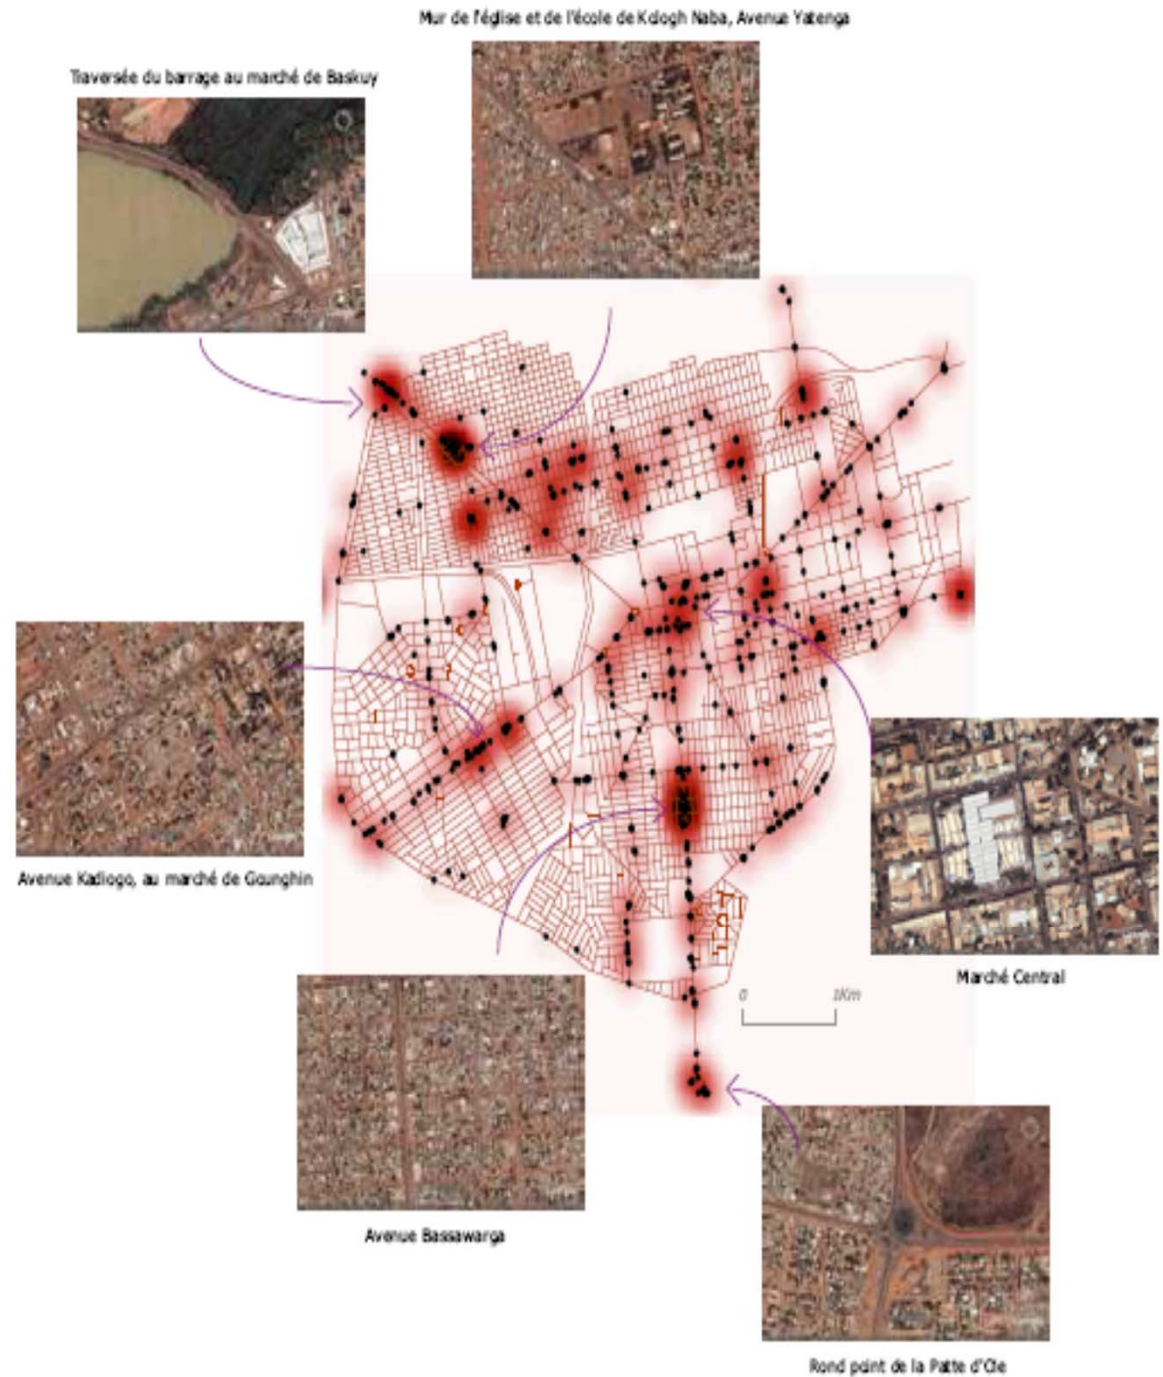 Mur de l'église et de l'école de Kologh Naba, Avenue Yatenga
Traversée du barrage au marché de Baskuy
Avenue Kadiogo, au marché de Gounghin
Marché Central
0 1Km
Avenue Bassawarga
Rond point de la Patte d'Oie